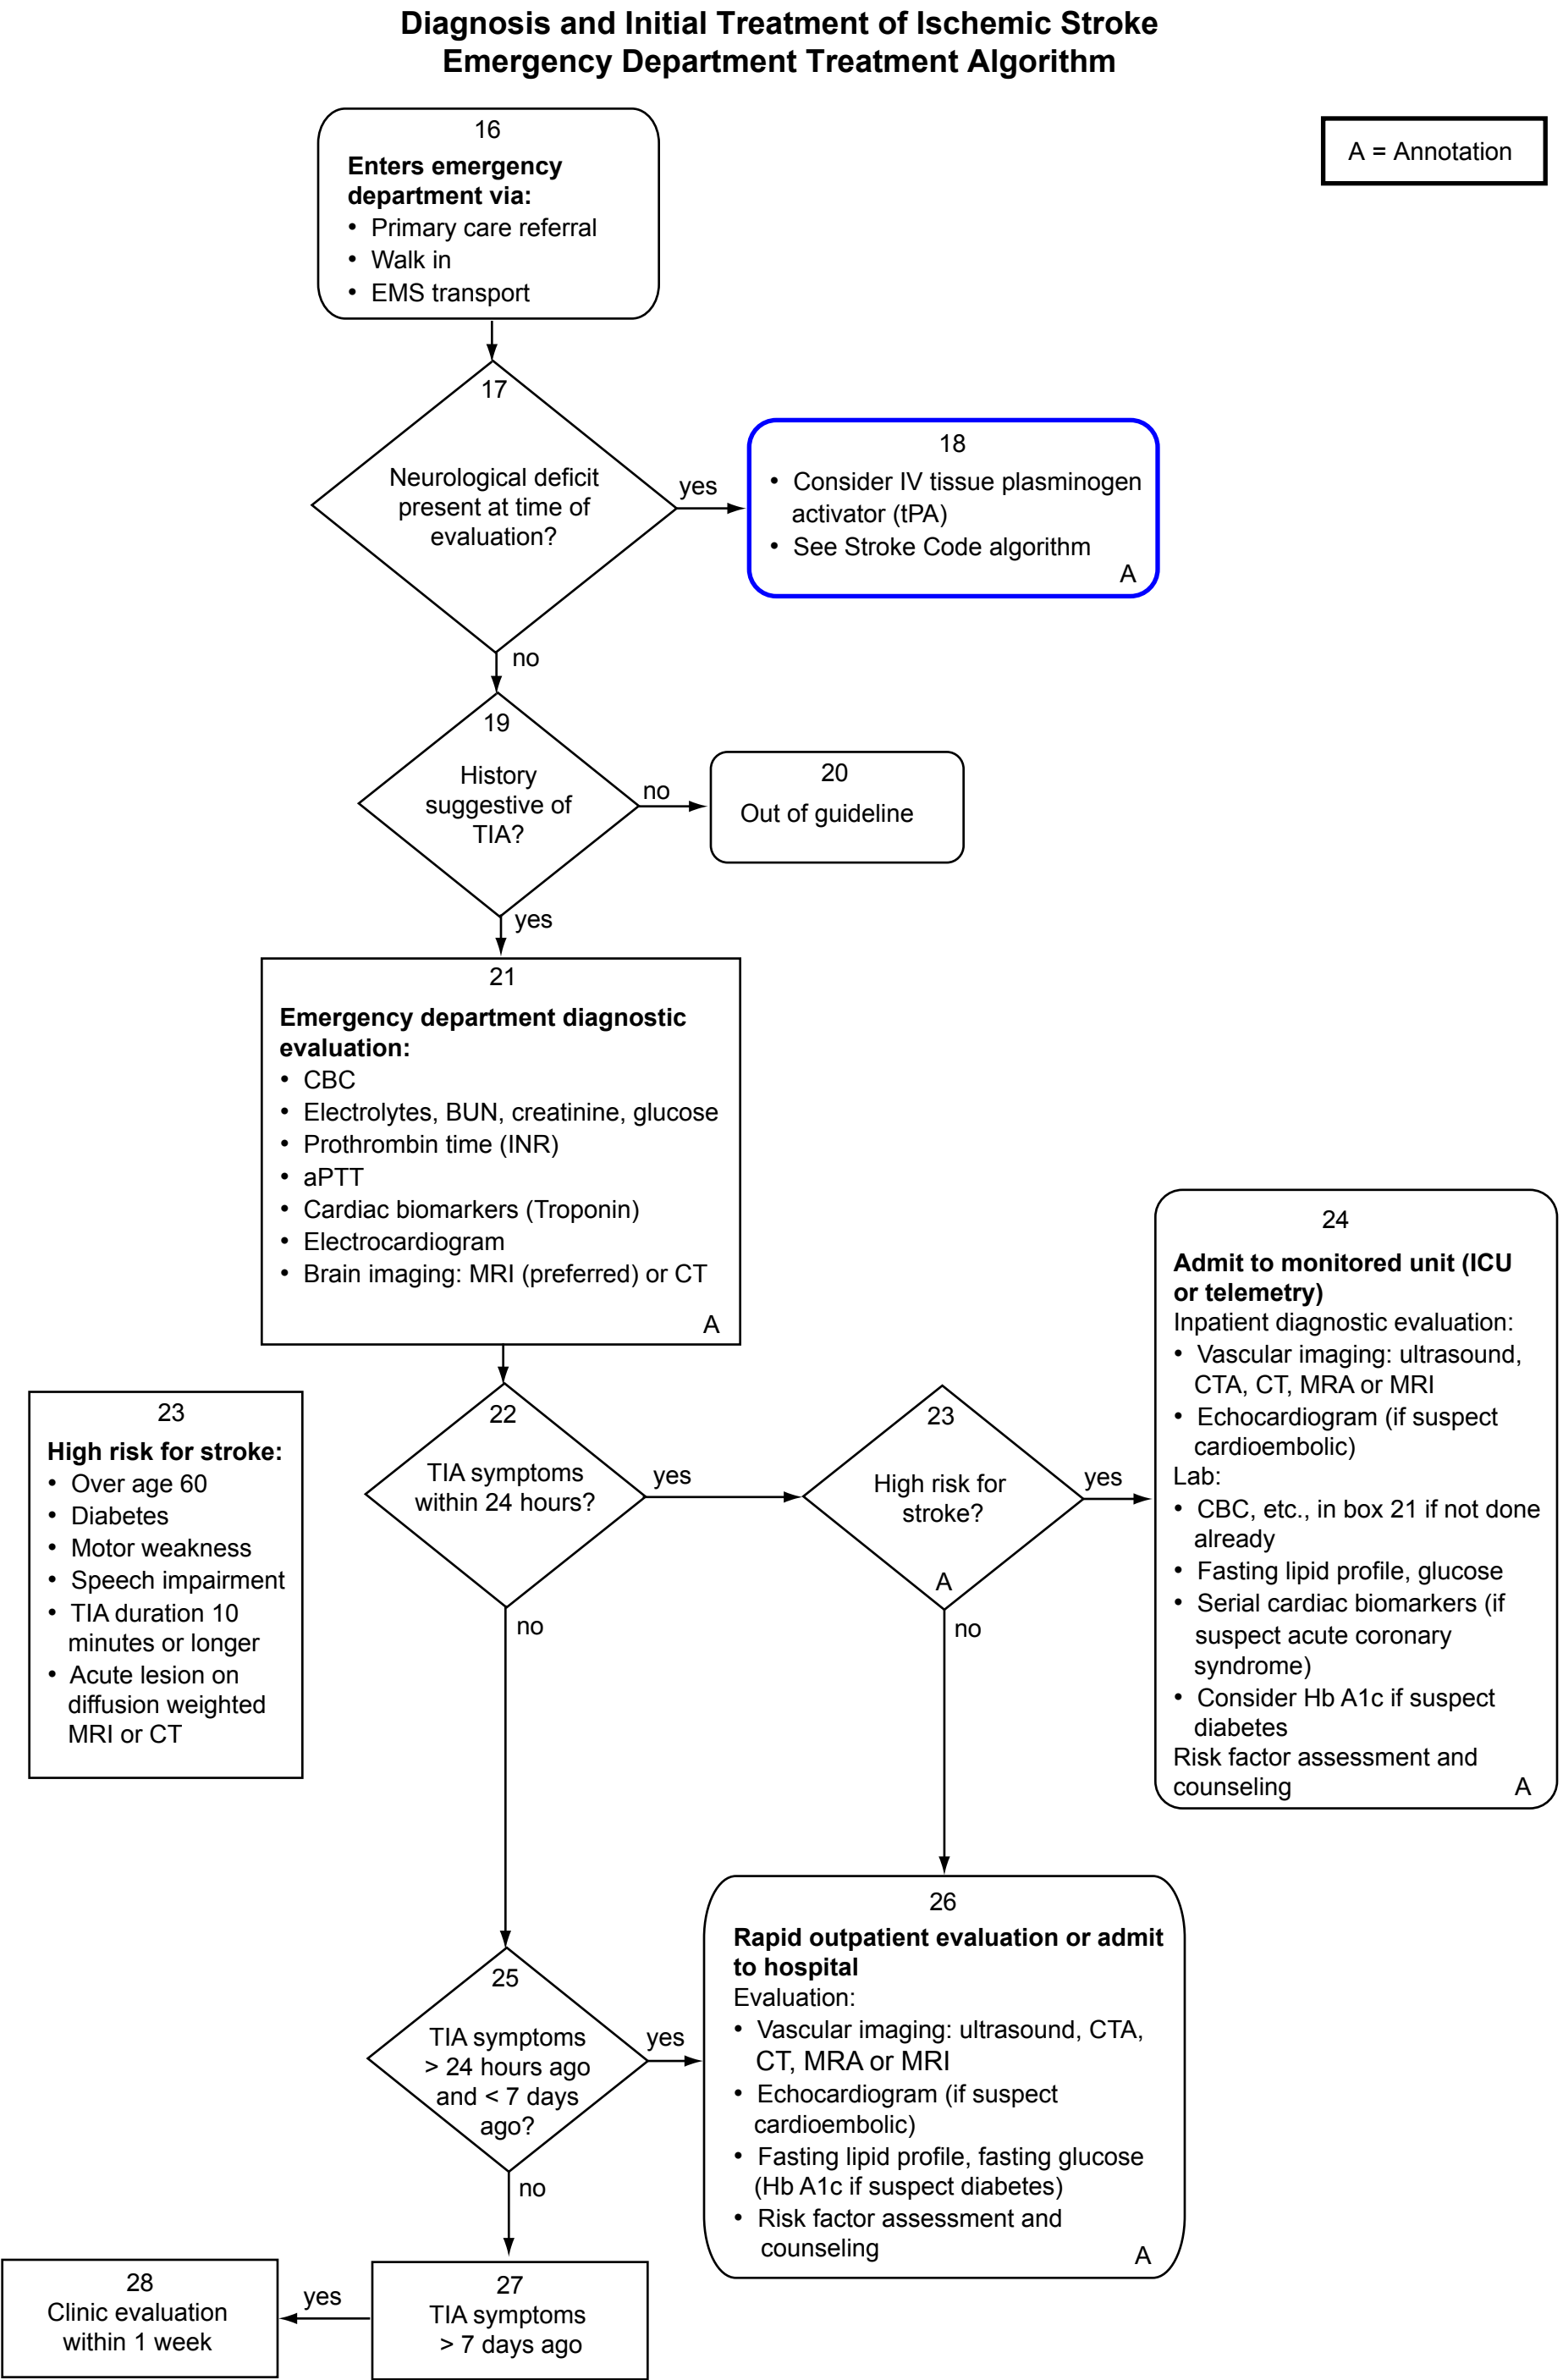 Diagnosis and Initial Treatment of Ischemic Stroke
Emergency Department Treatment Algorithm
A = Annotation
16
Enters emergency
department via:
• Primary care referral
• Walk in
• EMS transport
17
Neurological deficit
present at time of
evaluation?
yes
18
• Consider IV tissue plasminogen
activator (tPA)
• See Stroke Code algorithm
A
no
19
History
suggestive of
TIA?
no
20
Out of guideline
yes
21
Emergency department diagnostic
evaluation:
• CBC
• Electrolytes, BUN, creatinine, glucose
• Prothrombin time (INR)
• aPTT
• Cardiac biomarkers (Troponin)
• Electrocardiogram
• Brain imaging: MRI (preferred) or CT
A
23
High risk for stroke:
• Over age 60
• Diabetes
• Motor weakness
• Speech impairment
• TIA duration 10
minutes or longer
• Acute lesion on
diffusion weighted
MRI or CT
22
TIA symptoms
within 24 hours?
yes
23
High risk for
stroke?
A
yes
24
Admit to monitored unit (ICU
or telemetry)
Inpatient diagnostic evaluation:
• Vascular imaging: ultrasound,
CTA, CT, MRA or MRI
• Echocardiogram (if suspect
cardioembolic)
Lab:
• CBC, etc., in box 21 if not done
already
• Fasting lipid profile, glucose
• Serial cardiac biomarkers (if
suspect acute coronary
syndrome)
• Consider Hb A1c if suspect
diabetes
Risk factor assessment and
counseling
A
no
no
25
TIA symptoms
> 24 hours ago
and < 7 days
ago?
yes
26
Rapid outpatient evaluation or admit
to hospital
Evaluation:
• Vascular imaging: ultrasound, CTA,
CT, MRA or MRI
• Echocardiogram (if suspect
cardioembolic)
• Fasting lipid profile, fasting glucose
(Hb A1c if suspect diabetes)
• Risk factor assessment and
counseling
A
no
27
TIA symptoms
> 7 days ago
yes
28
Clinic evaluation
within 1 week